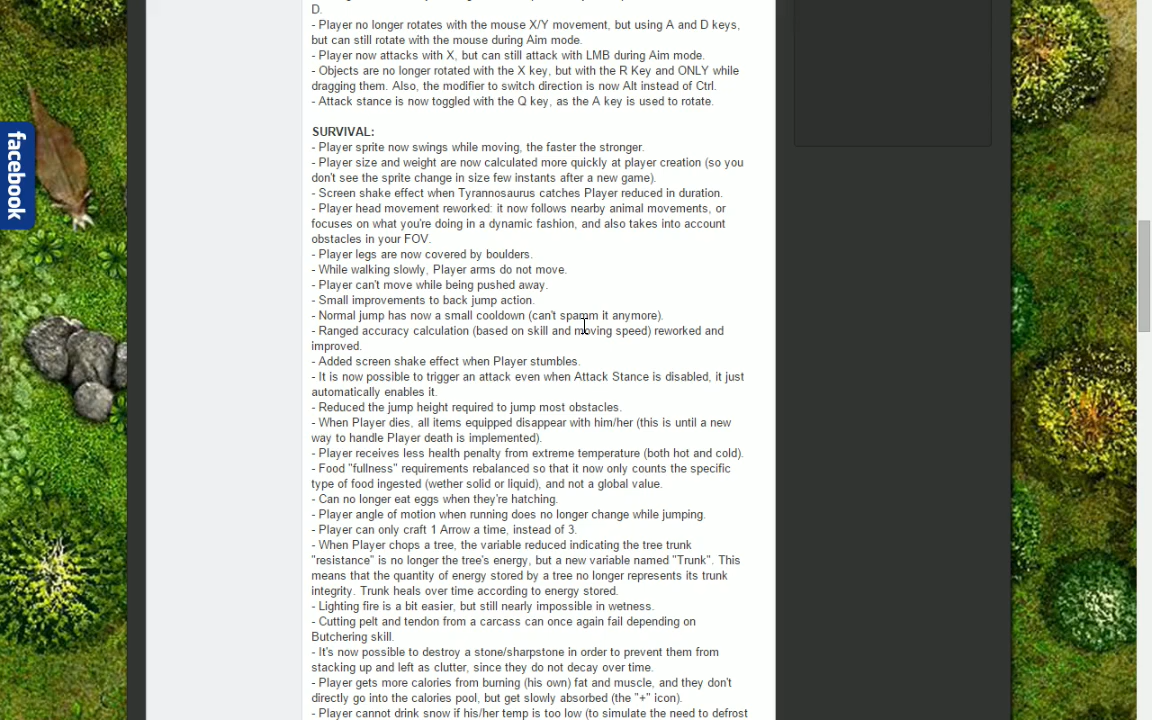 D.
- Player no longer rotates with the mouse X/Y movement, but using A and D keys,
but can still rotate with the mouse during Aim mode.
- Player now attacks with X, but can still attack with LMB during Aim mode.
- Objects are no longer rotated with the X key, but with the R Key and ONLY while
dragging them. Also, the modifier to switch direction is now Alt instead of Ctrl.
- Attack stance is now toggled with the Q key, as the A key is used to rotate.
SURVIVAL:
- Player sprite now swings while moving, the faster the stronger.
- Player size and weight are now calculated more quickly at player creation (so you
don't see the sprite change in size few instants after a new game).
- Screen shake effect when Tyrannosaurus catches Player reduced in duration.
- Player head movement reworked: it now follows nearby animal movements, or
focuses on what you're doing in a dynamic fashion, and also takes into account
obstacles in your FOV.
- Player legs are now covered by boulders.
- While walking slowly, Player arms do not move.
- Player can't move while being pushed away.
- Small improvements to back jump action.
- Normal jump has now a small cooldown (can't spamm it anymore).
- Ranged accuracy calculation (based on skill and moving speed) reworked and
improved.
- Added screen shake effect when Player stumbles.
- It is now possible to trigger an attack even when Attack Stance is disabled, it just
automatically enables it.
- Reduced the jump height required to jump most obstacles.
- When Player dies, all items equipped disappear with him/her (this is until a new
way to handle Player death is implemented).
- Player receives less health penalty from extreme temperature (both hot and cold).
- Food "fullness" requirements rebalanced so that it now only counts the specific
type of food ingested (wether solid or liquid), and not a global value.
- Can no longer eat eggs when they're hatching.
- Player angle of motion when running does no longer change while jumping.
- Player can only craft 1 Arrow a time, instead of 3.
- When Player chops a tree, the variable reduced indicating the tree trunk
"resistance" is no longer the tree's energy, but a new variable named "Trunk". This
means that the quantity of energy stored by a tree no longer represents its trunk
integrity. Trunk heals over time according to energy stored.
- Lighting fire is a bit easier, but still nearly impossible in wetness.
- Cutting pelt and tendon from a carcass can once again fail depending on
Butchering skill.
- It's now possible to destroy a stone/sharpstone in order to prevent them from
stacking up and left as clutter, since they do not decay over time.
- Player gets more calories from burning (his own) fat and muscle, and they don't
directly go into the calories pool, but get slowly absorbed (the "+" icon).
- Player cannot drink snow if his/her temp is too low (to simulate the need to defrost
facebook